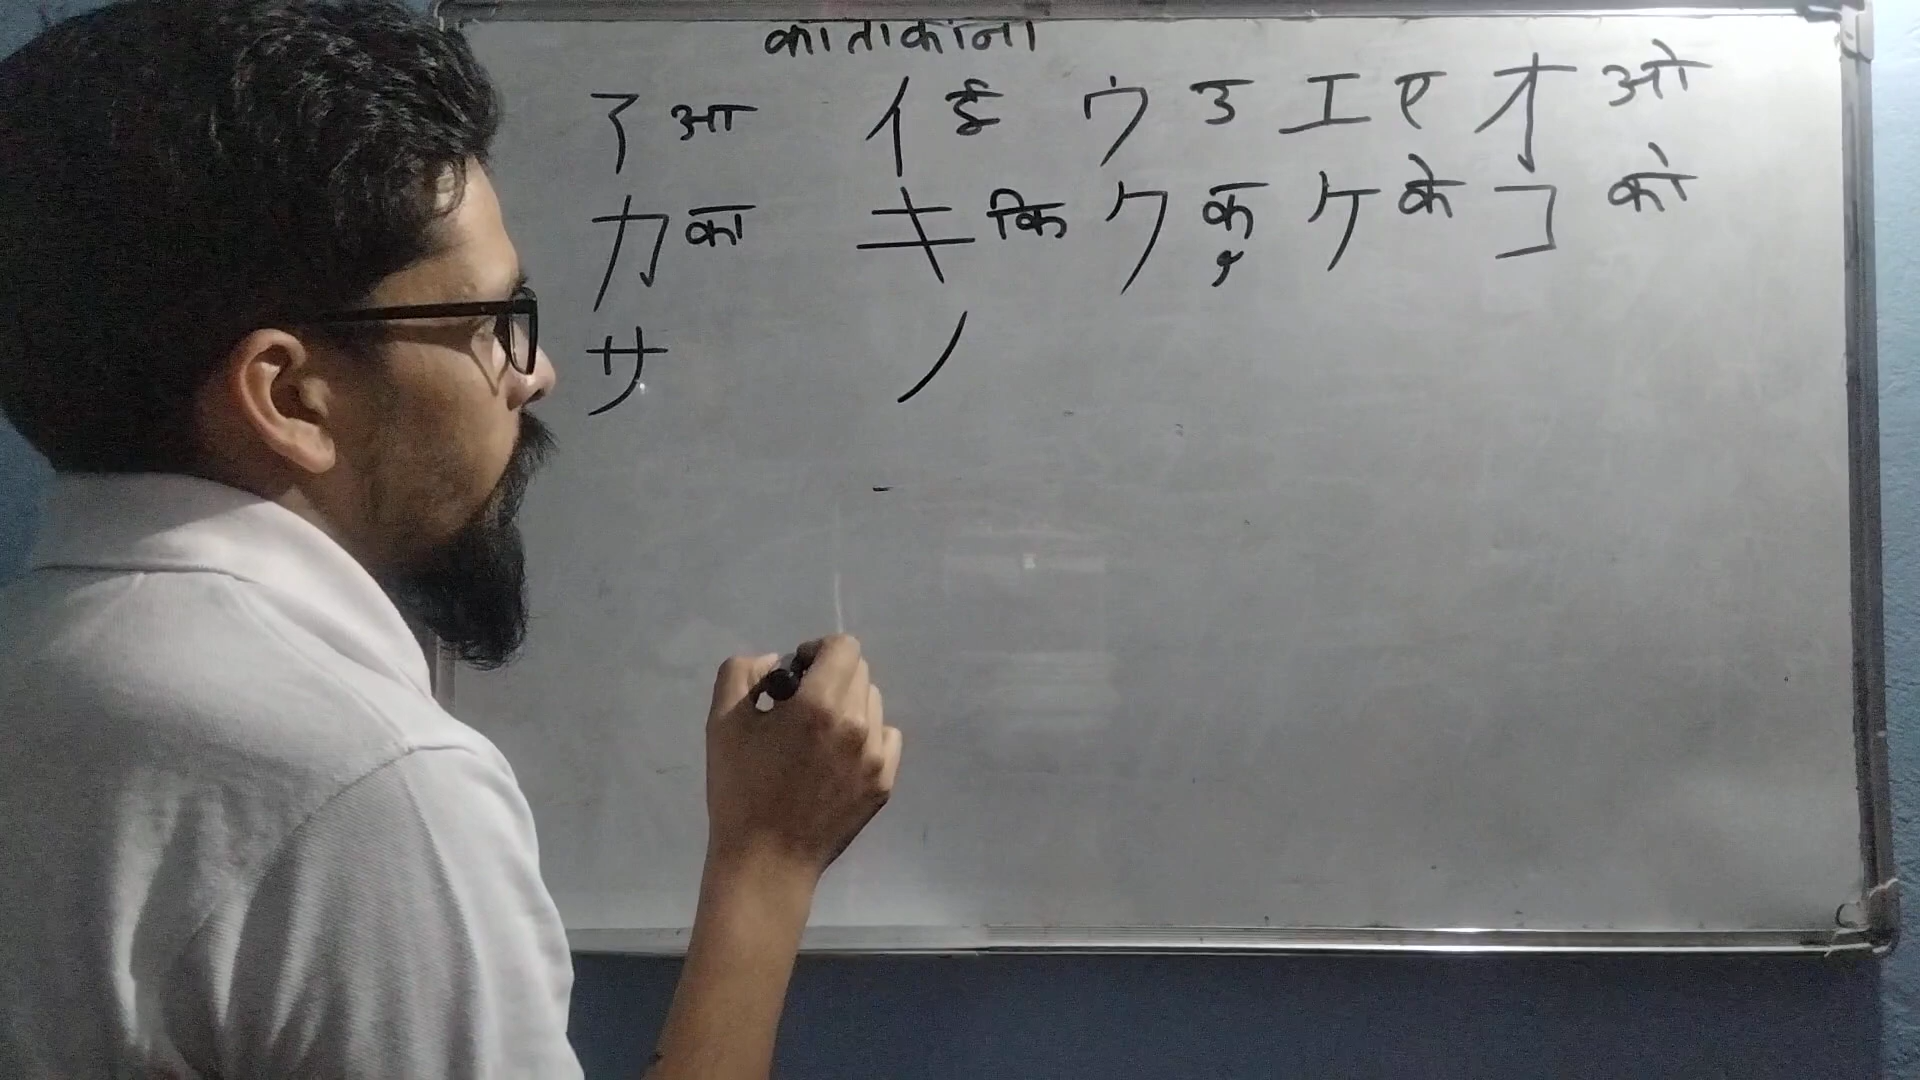 काताकाना
ア आ イ ई ウ उ エ ए オ ओ
カ का キ कि ク कु ケ के コ को
サ ノ